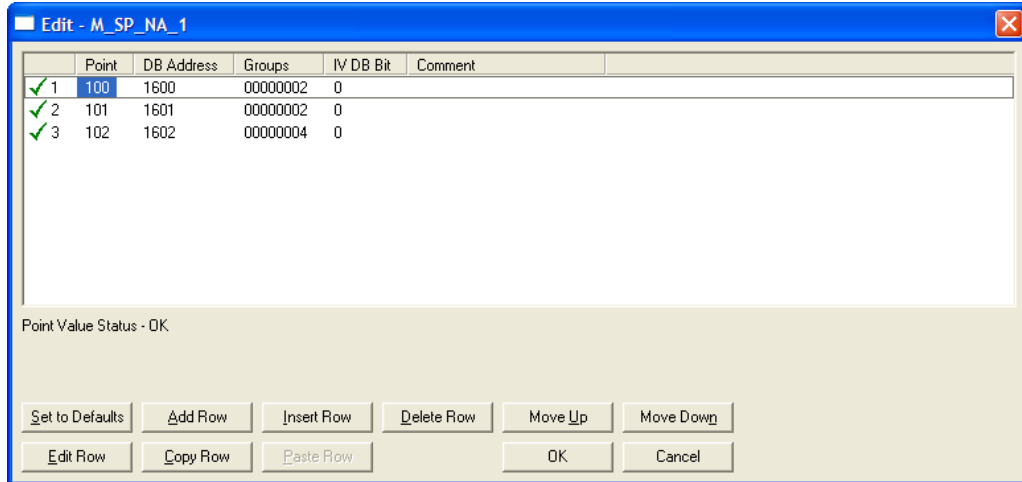 Edit - M_SP_NA_1
Point DB Address Groups IV DB Bit Comment
1 100 1600 00000002 0
2 101 1601 00000002 0
3 102 1602 00000004 0
Point Value Status - OK
Set to Defaults Add Row Insert Row Delete Row Move Up Move Down
Edit Row Copy Row Paste Row OK Cancel